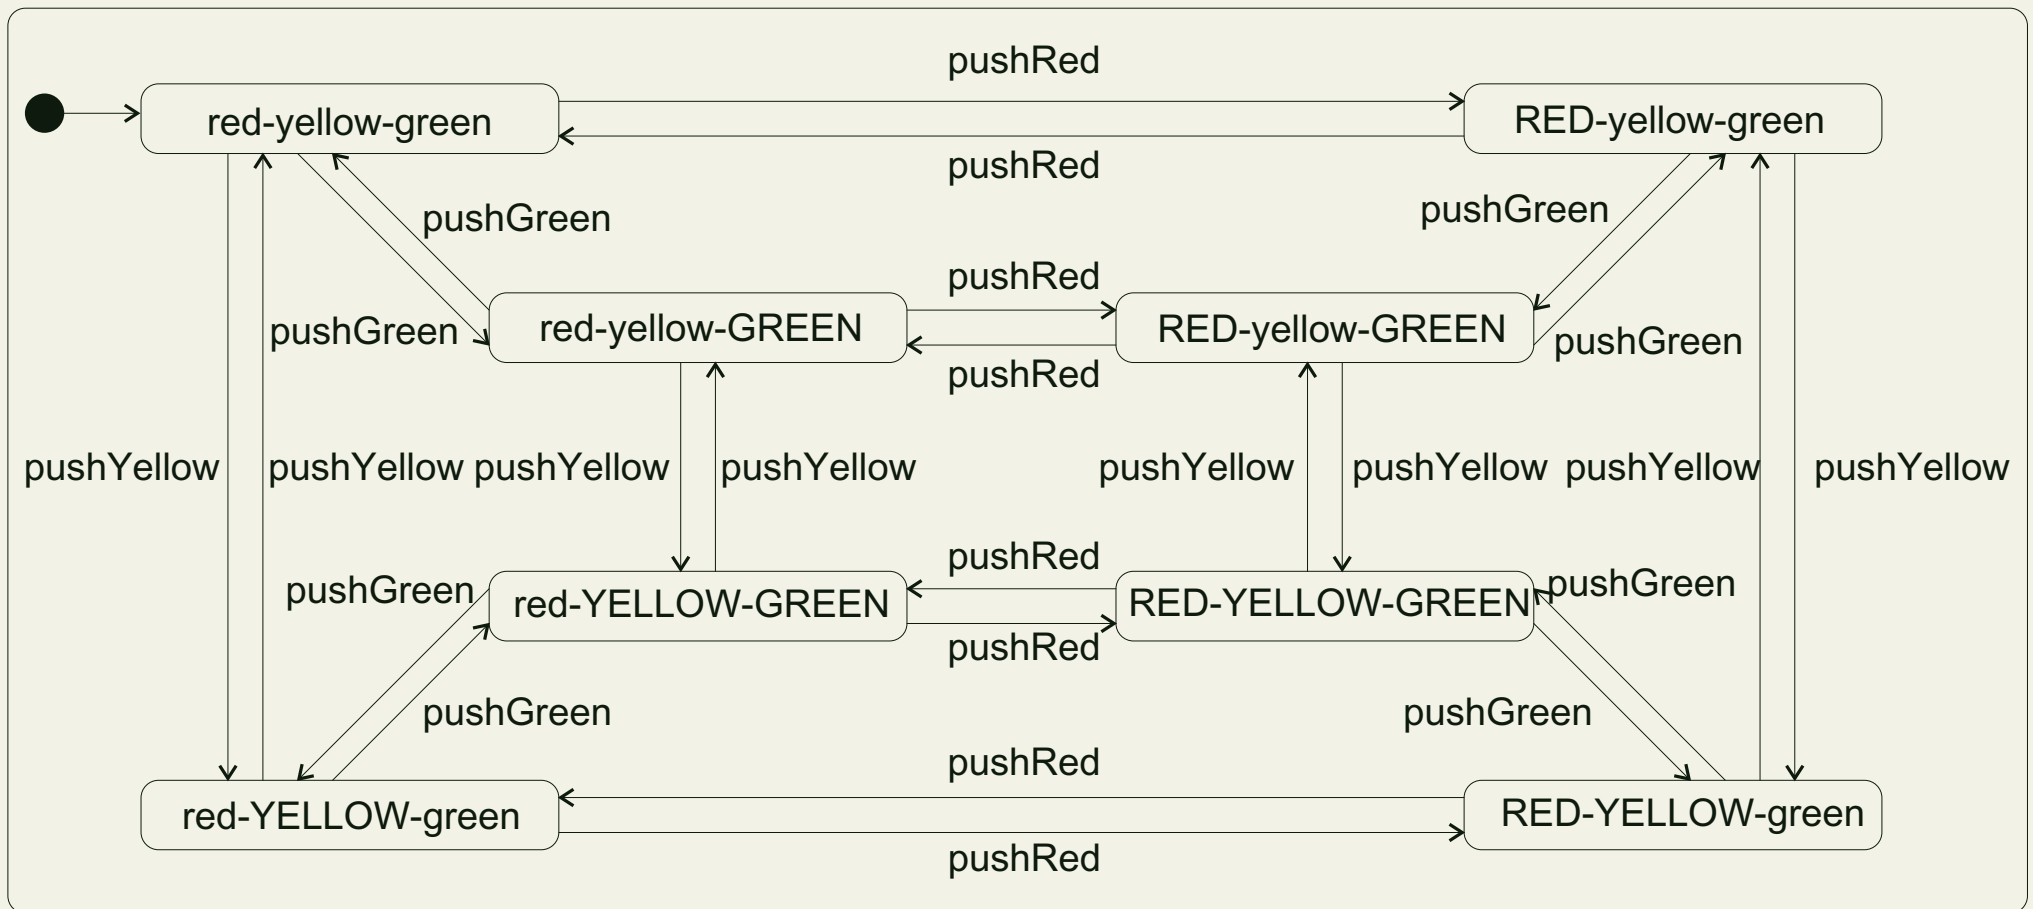 pushRed
red-yellow-green
RED-yellow-green
pushRed
pushGreen
pushGreen
pushRed
pushGreen
red-yellow-GREEN
RED-yellow-GREEN
pushGreen
pushRed
pushYellow
pushYellow
pushYellow
pushYellow
pushYellow
pushYellow
pushYellow
pushYellow
pushRed
pushGreen
red-YELLOW-GREEN
RED-YELLOW-GREEN
pushGreen
pushRed
pushGreen
pushGreen
pushRed
red-YELLOW-green
RED-YELLOW-green
pushRed